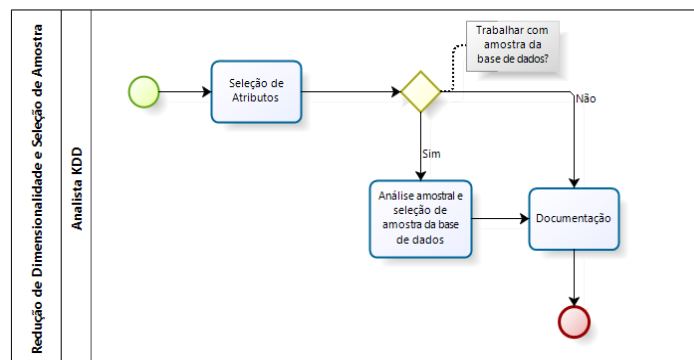 Redução de Dimensionalidade e Seleção de Amostra
Analista KDD
Seleção de
Atributos
Trabalhar com
amostra da
base de dados?
Não
Sim
Análise amostral e
seleção de
amostra da base
de dados
Documentação